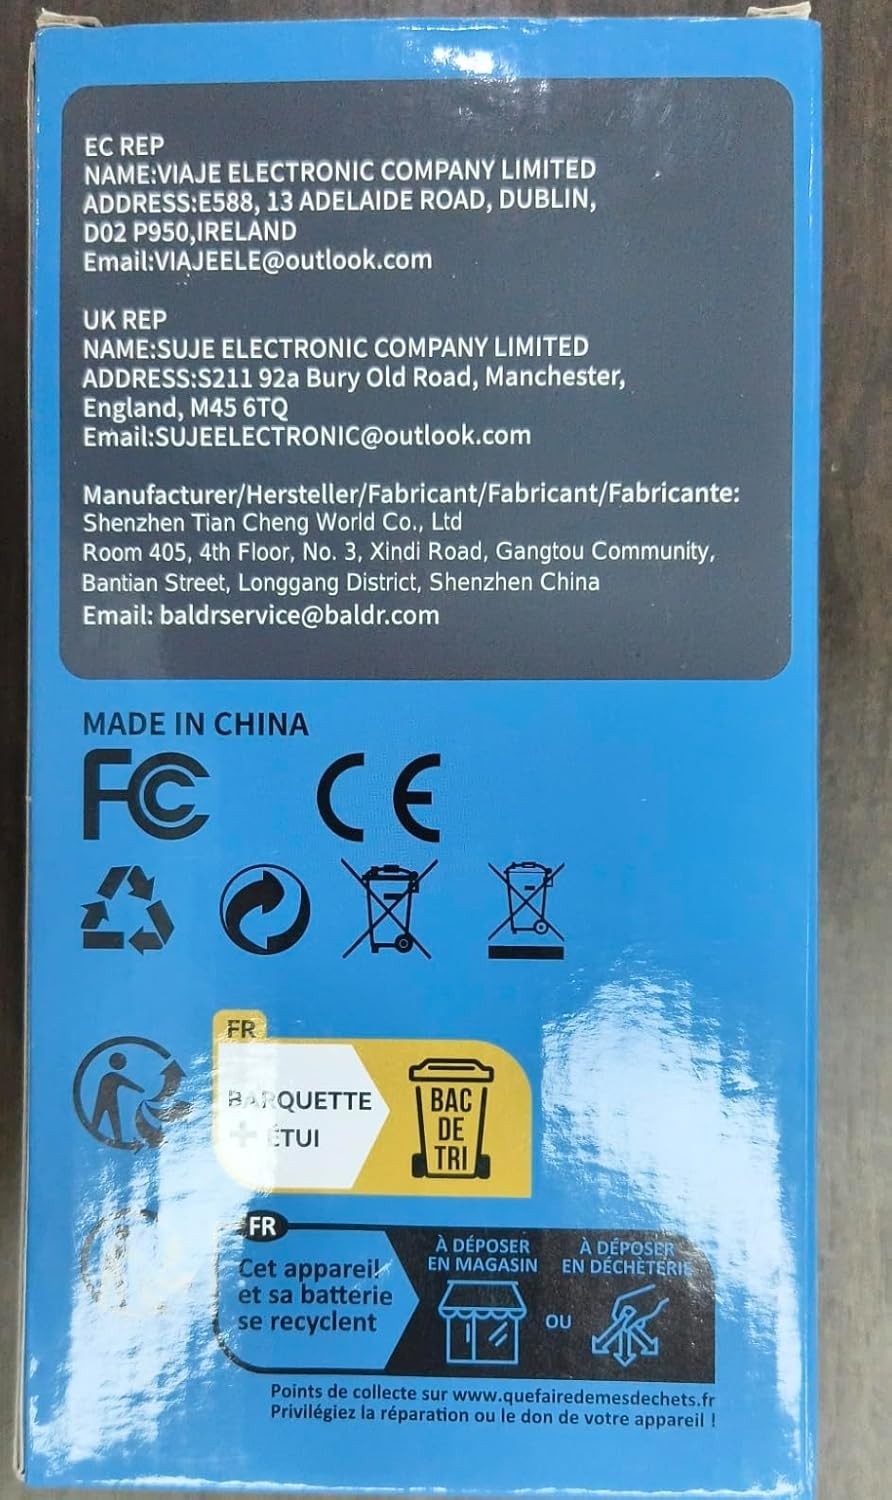 EC REP
NAME:VIAJE ELECTRONIC COMPANY LIMITED
ADDRESS:E588, 13 ADELAIDE ROAD, DUBLIN,
D02 P950,IRELAND
Email:VIAJEELE@outlook.com
UK REP
NAME:SUJE ELECTRONIC COMPANY LIMITED
ADDRESS:S211 92a Bury Old Road, Manchester,
England, M45 6TQ
Email:SUJEELECTRONIC@outlook.com
Manufacturer/Hersteller/Fabricant/Fabricant/Fabricante:
Shenzhen Tian Cheng World Co., Ltd
Room 405, 4th Floor, No. 3, Xindi Road, Gangtou Community,
Bantian Street, Longgang District, Shenzhen China
Email: baldrservice@baldr.com
MADE IN CHINA
FC CE
FR
BARQUETTE
+ ÉTUI
BAC
DE
TRI
FR
Cet appareil
et sa batterie
se recyclent
À DÉPOSER
EN MAGASIN
OU
À DÉPOSER
EN DÉCHÈTERIE
Points de collecte sur www.quefairedemesdechets.fr
Privilégiez la réparation ou le don de votre appareil !